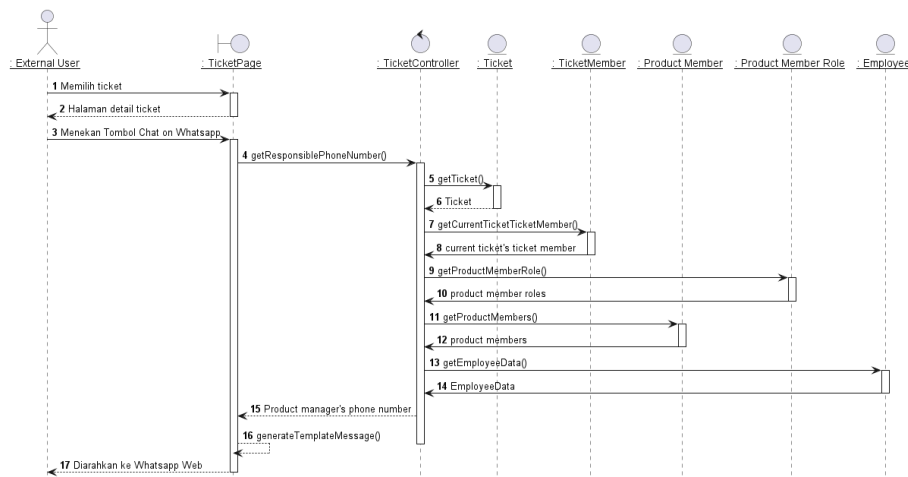 : External User
: TicketPage
: TicketController
: Ticket
: TicketMember
: Product Member
: Product Member Role
: Employee
1 Memilih ticket
2 Halaman detail ticket
3 Menekan Tombol Chat on Whatsapp
4 getResponsiblePhoneNumber()
5 getTicket()
6 Ticket
7 getCurrentTicketTicketMember()
8 current ticket's ticket member
9 getProductMemberRole()
10 product member roles
11 getProductMembers()
12 product members
13 getEmployeeData()
14 EmployeeData
15 Product manager's phone number
16 generateTemplateMessage()
17 Diarahkan ke Whatsapp Web